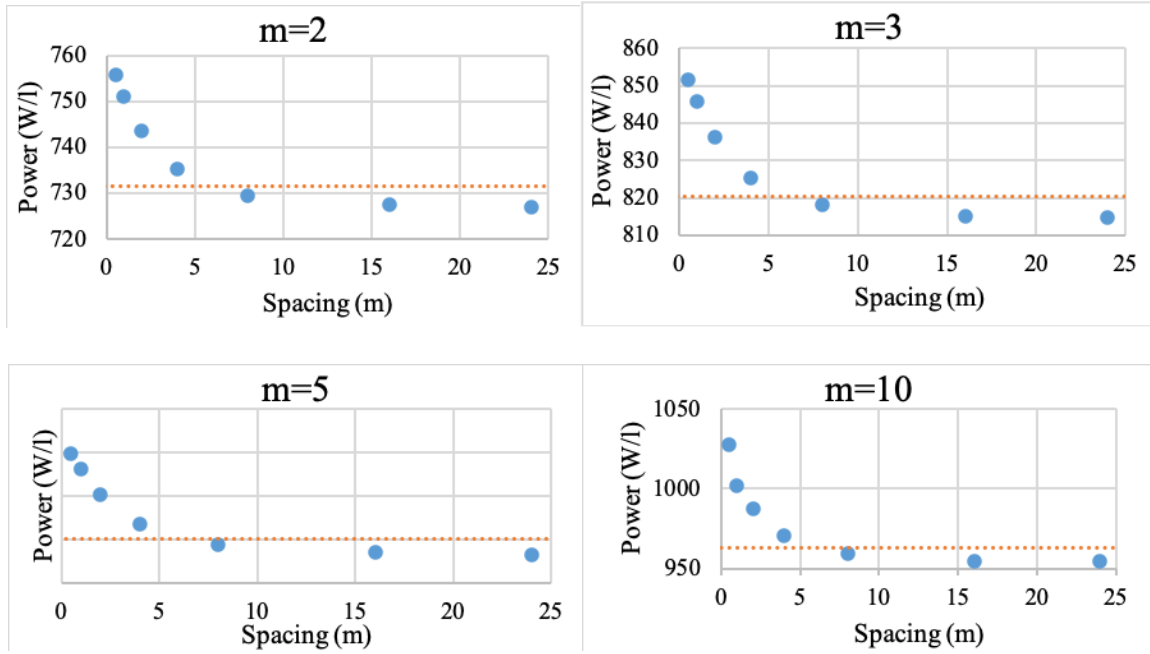 m=2
Power (W/l)
760
750
740
730
720
0 5 10 15 20 25
Spacing (m)
m=3
Power (W/l)
860
850
840
830
820
810
0 5 10 15 20 25
Spacing (m)
m=5
Power (W/l)
0 5 10 15 20 25
Spacing (m)
m=10
Power (W/l)
1050
1000
950
0 5 10 15 20 25
Spacing (m)